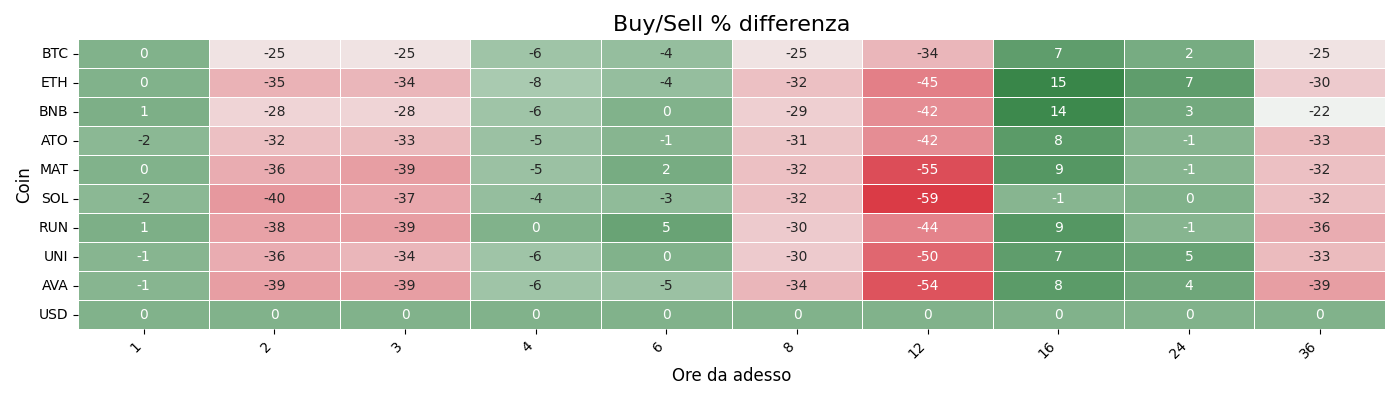 Buy/Sell % differenza
Coin
BTC 0 -25 -25 -6 -4 -25 -34 7 2 -25
ETH 0 -35 -34 -8 -4 -32 -45 15 7 -30
BNB 1 -28 -28 -6 0 -29 -42 14 3 -22
ATO -2 -32 -33 -5 -1 -31 -42 8 -1 -33
MAT 0 -36 -39 -5 2 -32 -55 9 -1 -32
SOL -2 -40 -37 -4 -3 -32 -59 -1 0 -32
RUN 1 -38 -39 0 5 -30 -44 9 -1 -36
UNI -1 -36 -34 -6 0 -30 -50 7 5 -33
AVA -1 -39 -39 -6 -5 -34 -54 8 4 -39
USD 0 0 0 0 0 0 0 0 0 0
1 2 3 4 6 8 12 16 24 36
Ore da adesso